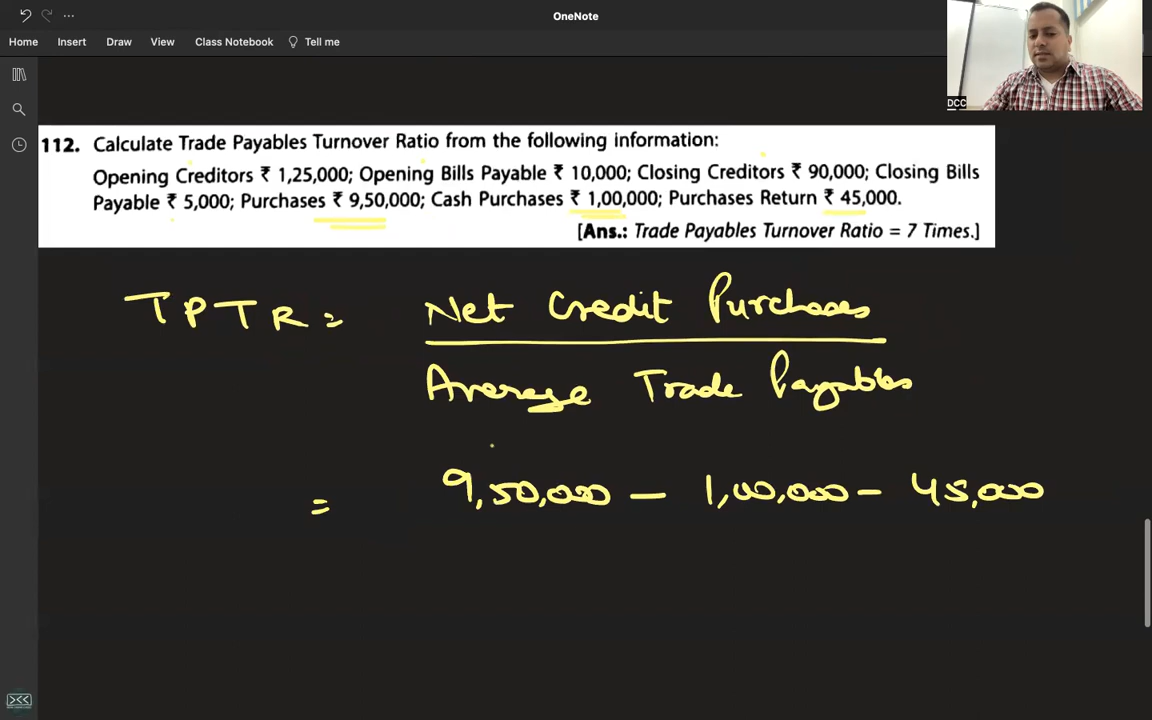 OneNote
Home Insert Draw View Class Notebook Tell me
DCC
112. Calculate Trade Payables Turnover Ratio from the following information:
Opening Creditors ₹ 1,25,000; Opening Bills Payable ₹ 10,000; Closing Creditors ₹ 90,000; Closing Bills
Payable ₹ 5,000; Purchases ₹ 9,50,000; Cash Purchases ₹ 1,00,000; Purchases Return ₹ 45,000.
[Ans.: Trade Payables Turnover Ratio = 7 Times.]
TPTR = Net Credit Purchases
Average Trade Payables
= 9,50,000 — 1,00,000 — 45,000